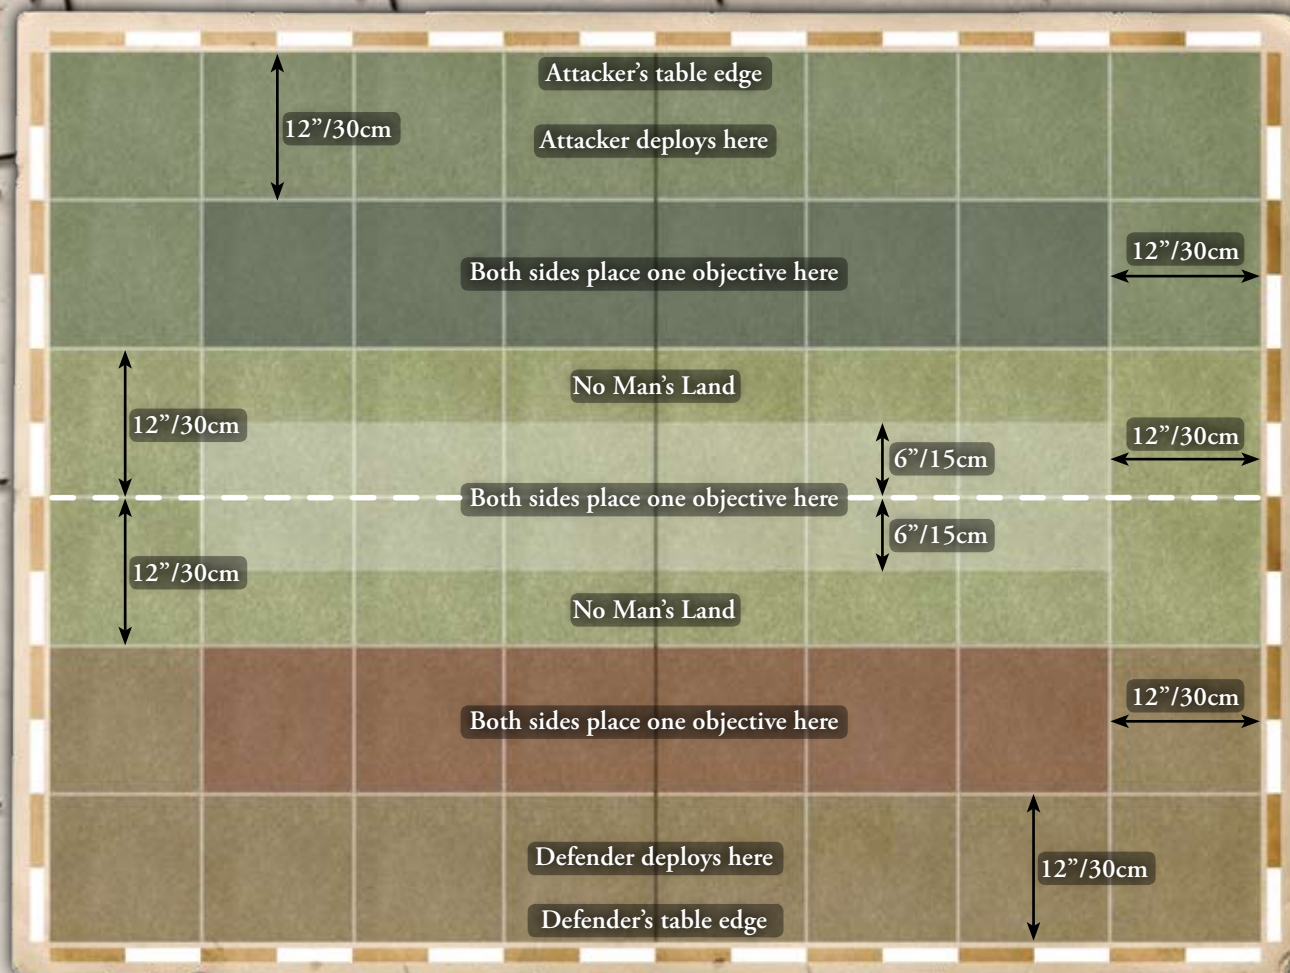 Attacker’s table edge
12”/30cm
Attacker deploys here
12”/30cm
Both sides place one objective here
No Man’s Land
12”/30cm
12”/30cm
6”/15cm
Both sides place one objective here
6”/15cm
12”/30cm
No Man’s Land
12”/30cm
Both sides place one objective here
Defender deploys here
12”/30cm
Defender’s table edge